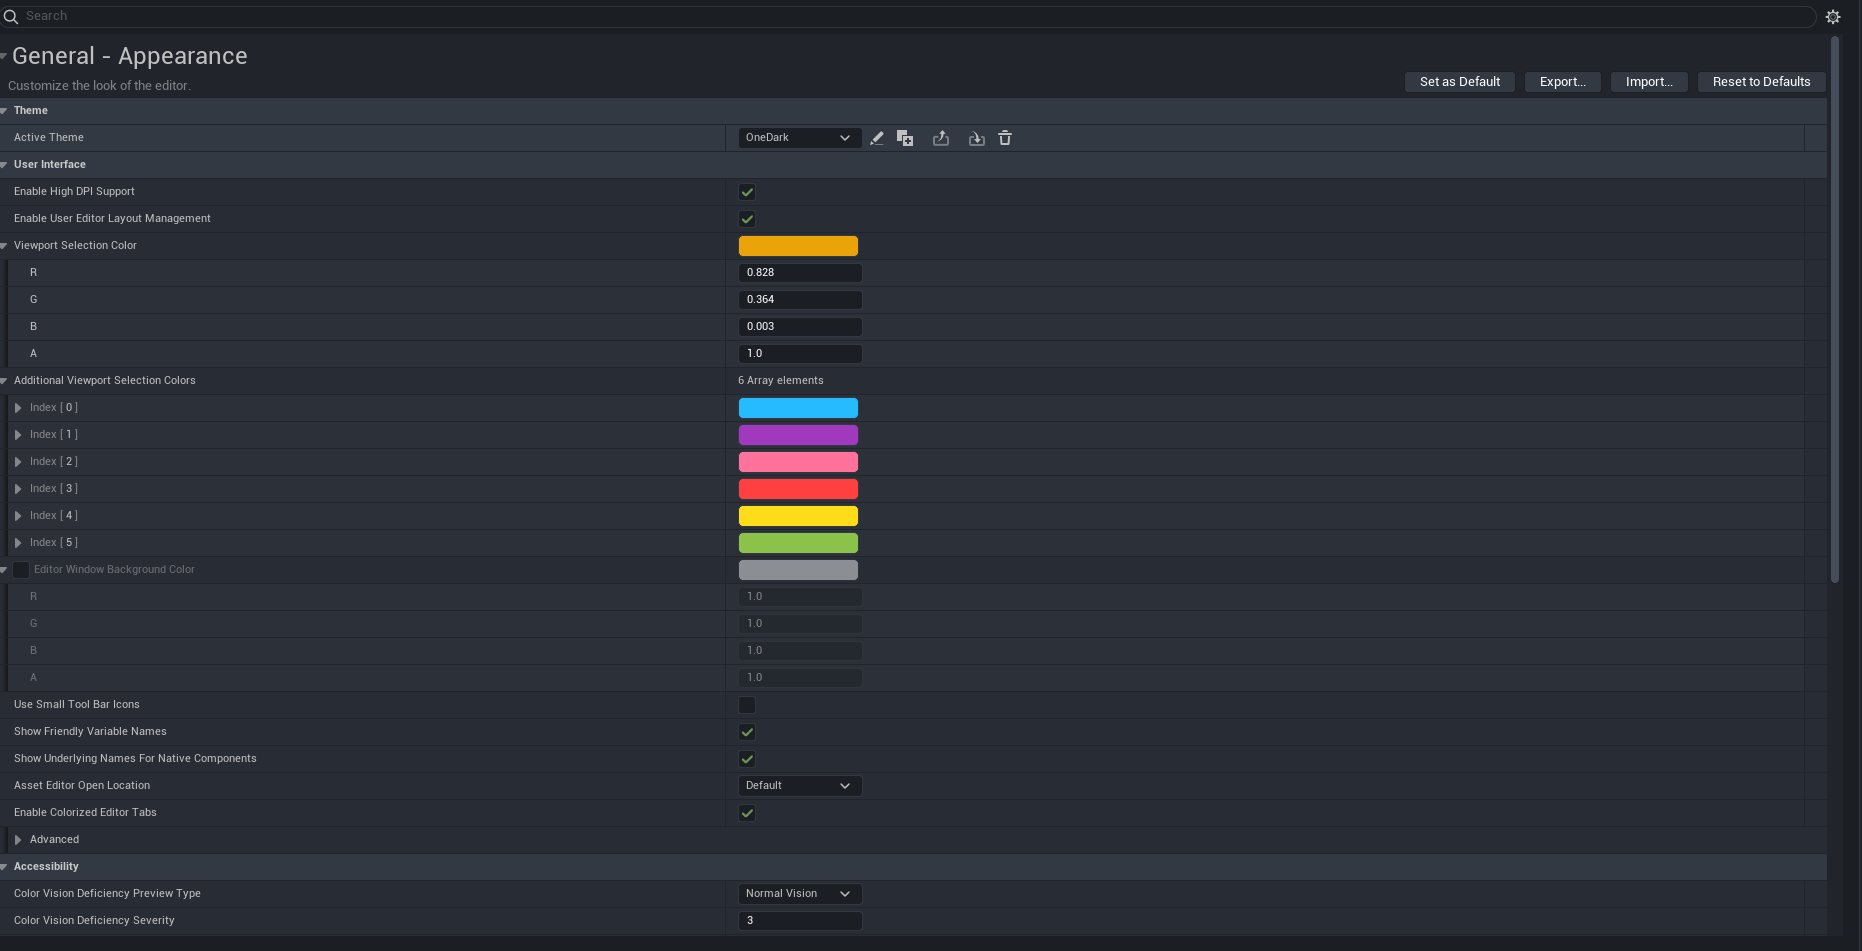 Search
General - Appearance
Customize the look of the editor.
Set as Default Export... Import... Reset to Defaults
Theme
Active Theme OneDark
User Interface
Enable High DPI Support
Enable User Editor Layout Management
Viewport Selection Color
R 0.828
G 0.364
B 0.003
A 1.0
Additional Viewport Selection Colors 6 Array elements
Index [ 0 ]
Index [ 1 ]
Index [ 2 ]
Index [ 3 ]
Index [ 4 ]
Index [ 5 ]
Editor Window Background Color
R 1.0
G 1.0
B 1.0
A 1.0
Use Small Tool Bar Icons
Show Friendly Variable Names
Show Underlying Names For Native Components
Asset Editor Open Location Default
Enable Colorized Editor Tabs
Advanced
Accessibility
Color Vision Deficiency Preview Type Normal Vision
Color Vision Deficiency Severity 3